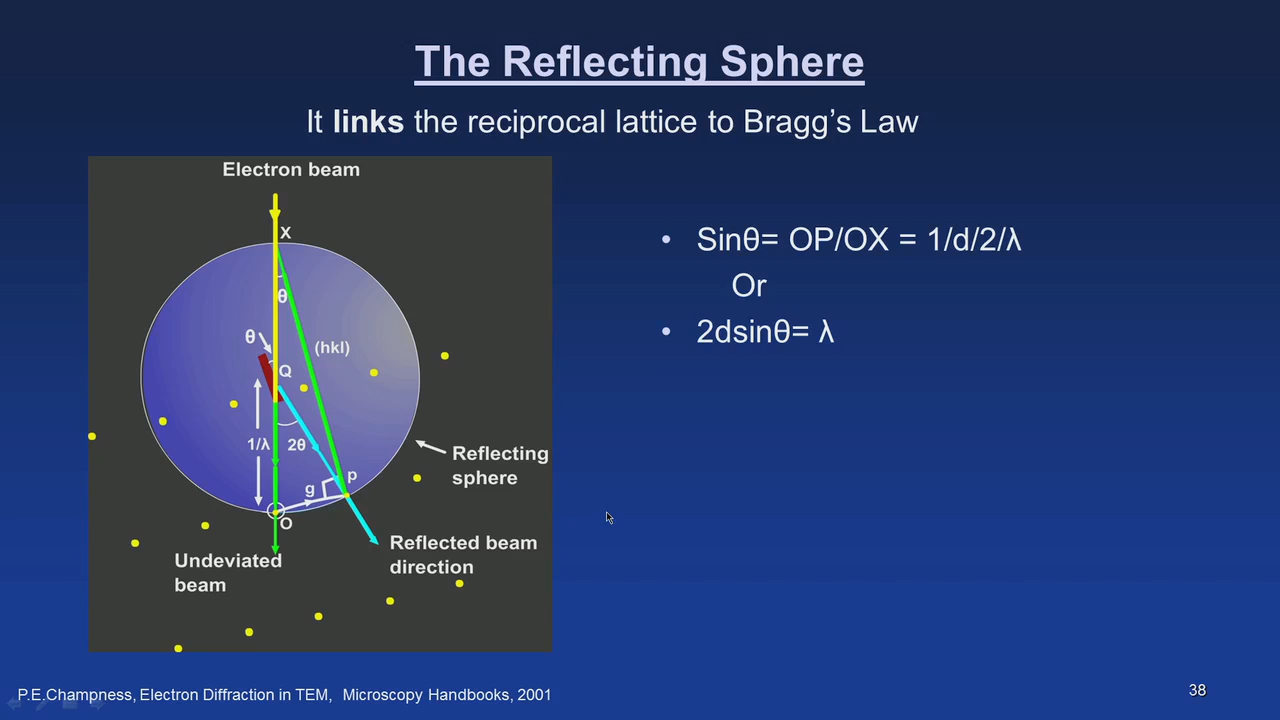 The Reflecting Sphere
It links the reciprocal lattice to Bragg’s Law
Electron beam
X
θ
θ
(hkl)
Q
1/λ
2θ
p
g
O
Reflecting
sphere
Reflected beam
direction
Undeviated
beam
• Sinθ= OP/OX = 1/d/2/λ
Or
• 2dsinθ= λ
P.E.Champness, Electron Diffraction in TEM, Microscopy Handbooks, 2001
38